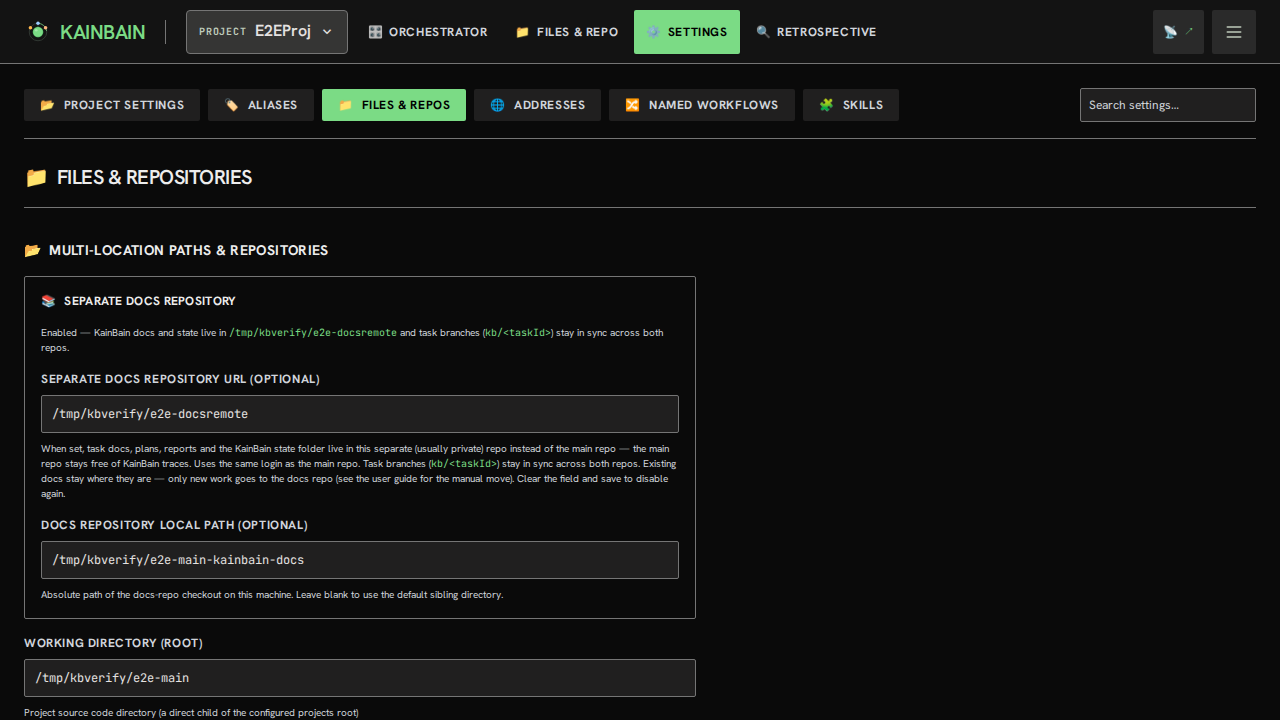 KAINBAIN
PROJECT E2EProj
ORCHESTRATOR
FILES & REPO
SETTINGS
RETROSPECTIVE
PROJECT SETTINGS
ALIASES
FILES & REPOS
ADDRESSES
NAMED WORKFLOWS
SKILLS
Search settings...
FILES & REPOSITORIES
MULTI-LOCATION PATHS & REPOSITORIES
SEPARATE DOCS REPOSITORY
Enabled — KainBain docs and state live in /tmp/kbverify/e2e-docsremote and task branches (kb/<taskId>) stay in sync across both
repos.
SEPARATE DOCS REPOSITORY URL (OPTIONAL)
/tmp/kbverify/e2e-docsremote
When set, task docs, plans, reports and the KainBain state folder live in this separate (usually private) repo instead of the main repo — the main
repo stays free of KainBain traces. Uses the same login as the main repo. Task branches (kb/<taskId>) stay in sync across both repos. Existing
docs stay where they are — only new work goes to the docs repo (see the user guide for the manual move). Clear the field and save to disable
again.
DOCS REPOSITORY LOCAL PATH (OPTIONAL)
/tmp/kbverify/e2e-main-kainbain-docs
Absolute path of the docs-repo checkout on this machine. Leave blank to use the default sibling directory.
WORKING DIRECTORY (ROOT)
/tmp/kbverify/e2e-main
Project source code directory (a direct child of the configured projects root)